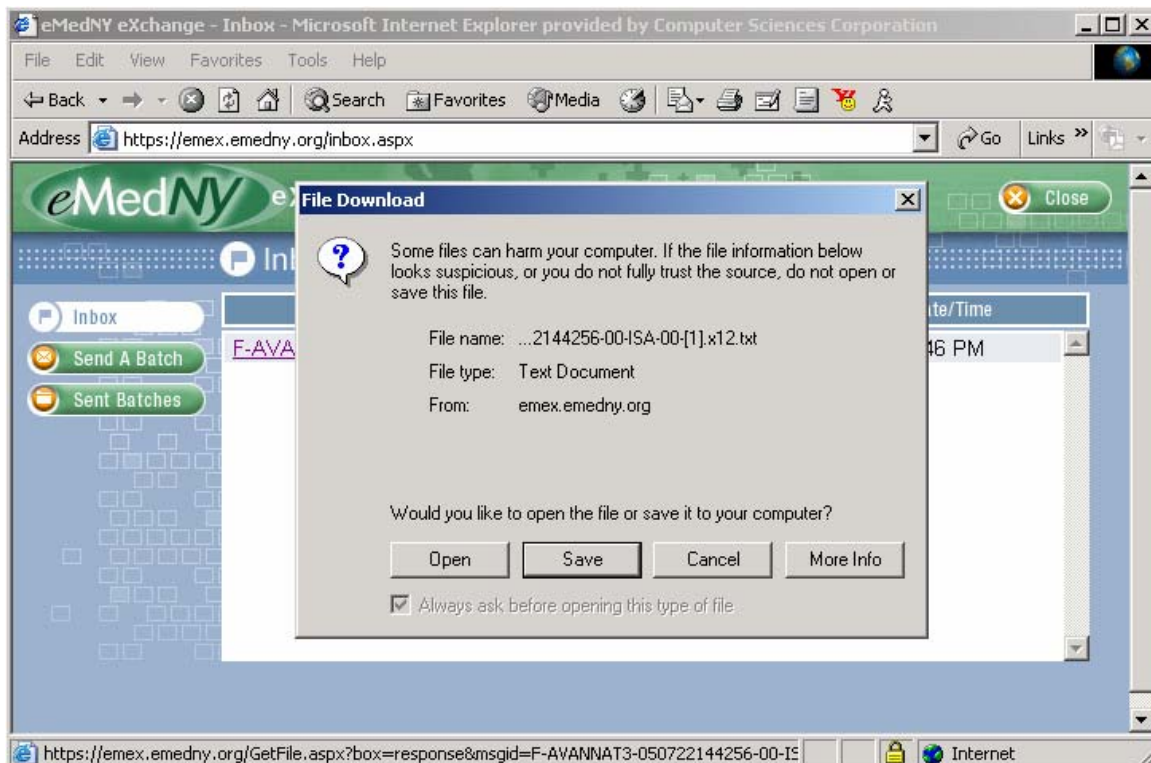 eMedNY eXchange - Inbox - Microsoft Internet Explorer provided by Computer Sciences Corporation
File Edit View Favorites Tools Help
Back Search Favorites Media
Address https://emex.emedny.org/inbox.aspx Go Links »
eMedNY e
Close
File Download
Some files can harm your computer. If the file information below
looks suspicious, or you do not fully trust the source, do not open or
save this file.
File name: ...2144256-00-ISA-00-[1].x12.txt
File type: Text Document
From: emex.emedny.org
Would you like to open the file or save it to your computer?
Open Save Cancel More Info
Always ask before opening this type of file
Inbox
Send A Batch
Sent Batches
F-AVA
te/Time
46 PM
https://emex.emedny.org/GetFile.aspx?box=response&msgid=F-AVANNAT3-050722144256-00-IS
Internet